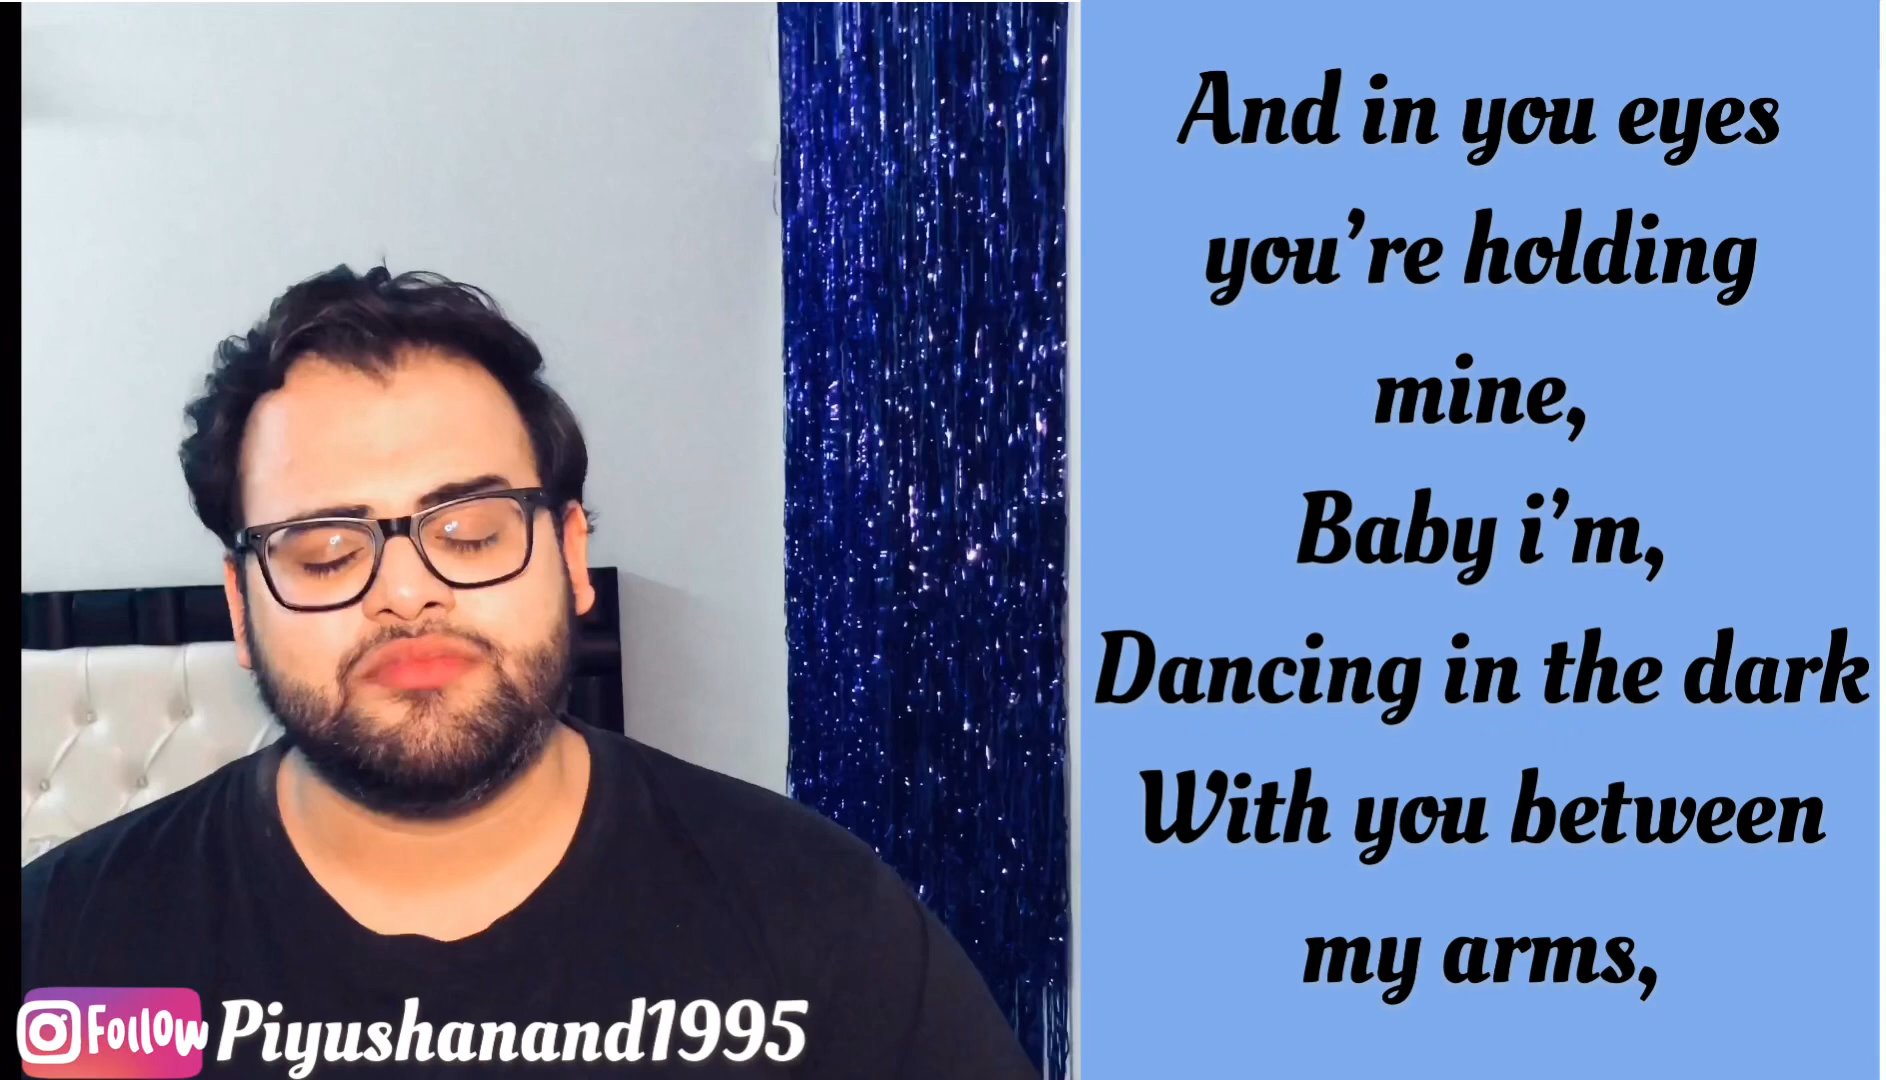 And in you eyes
you're holding
mine,
Baby i'm,
Dancing in the dark
With you between
my arms,
Follow Piyushanand1995